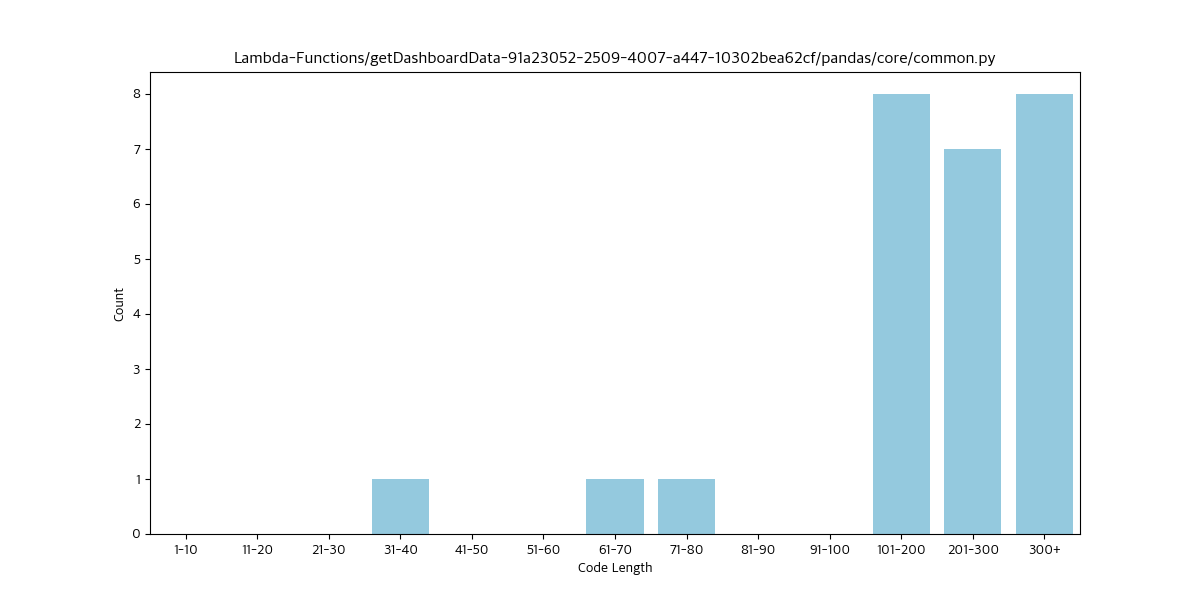 Lambda-Functions/getDashboardData-91a23052-2509-4007-a447-10302bea62cf/pandas/core/common.py
8
7
6
5
4
3
2
1
0
Count
1-10 11-20 21-30 31-40 41-50 51-60 61-70 71-80 81-90 91-100 101-200 201-300 300+
Code Length